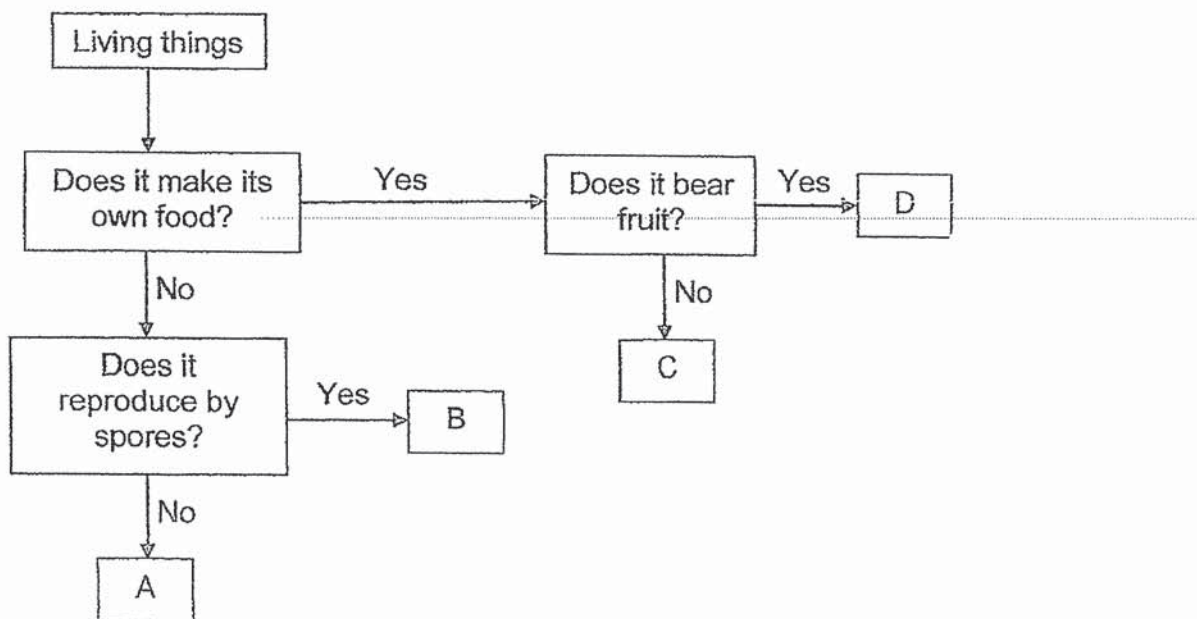 Living things
Does it make its
own food?
Yes
Does it bear
fruit?
Yes
D
No
No
C
Does it
reproduce by
spores?
Yes
B
No
A